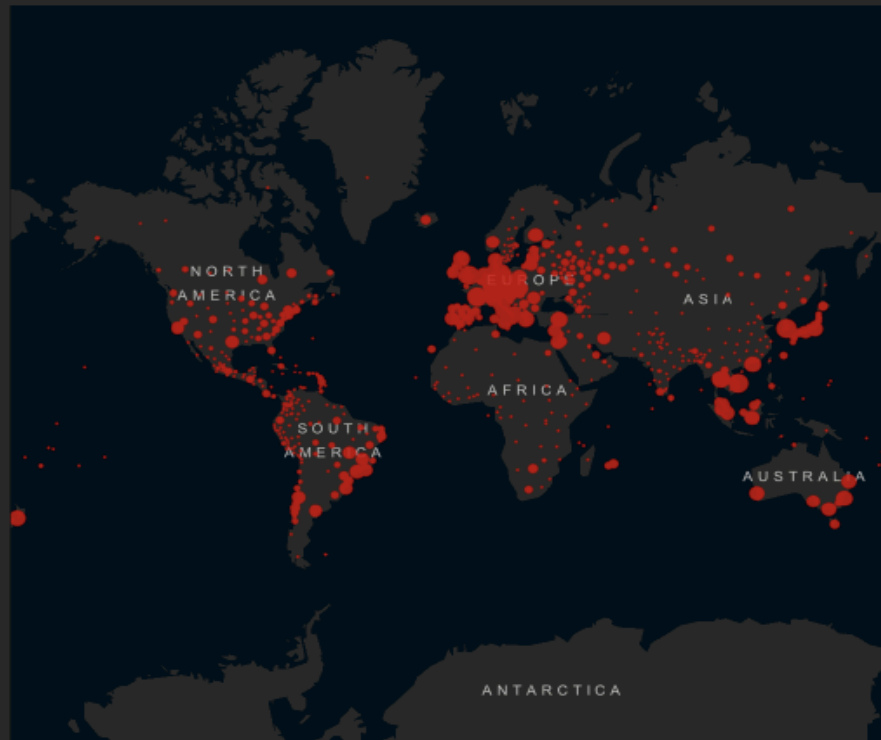 NORTH
AMERICA
EUROPE
ASIA
AFRICA
SOUTH
AMERICA
AUSTRALIA
ANTARCTICA